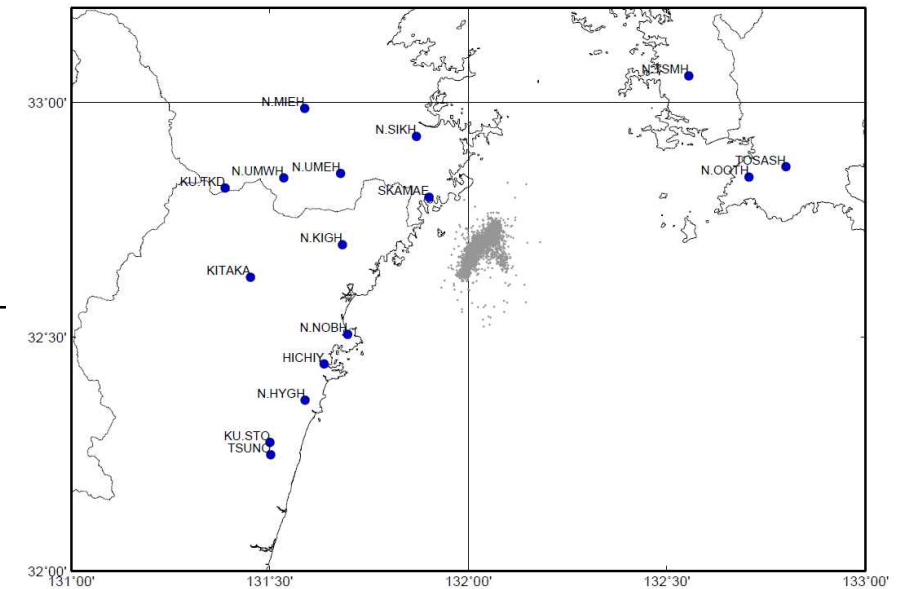 N.TSMH
33˚00'
N.MIEH
N.SIKH
TOSASH
N.OOTH
N.UMEH
N.UMWH
KU.TKD
SKAMAE
N.KIGH
KITAKA
32˚30'
N.NOBH
HICHIY
N.HYGH
KU.STO
TSUNO
32˚00'
131˚00'
131˚30'
132˚00'
132˚30'
133˚00'